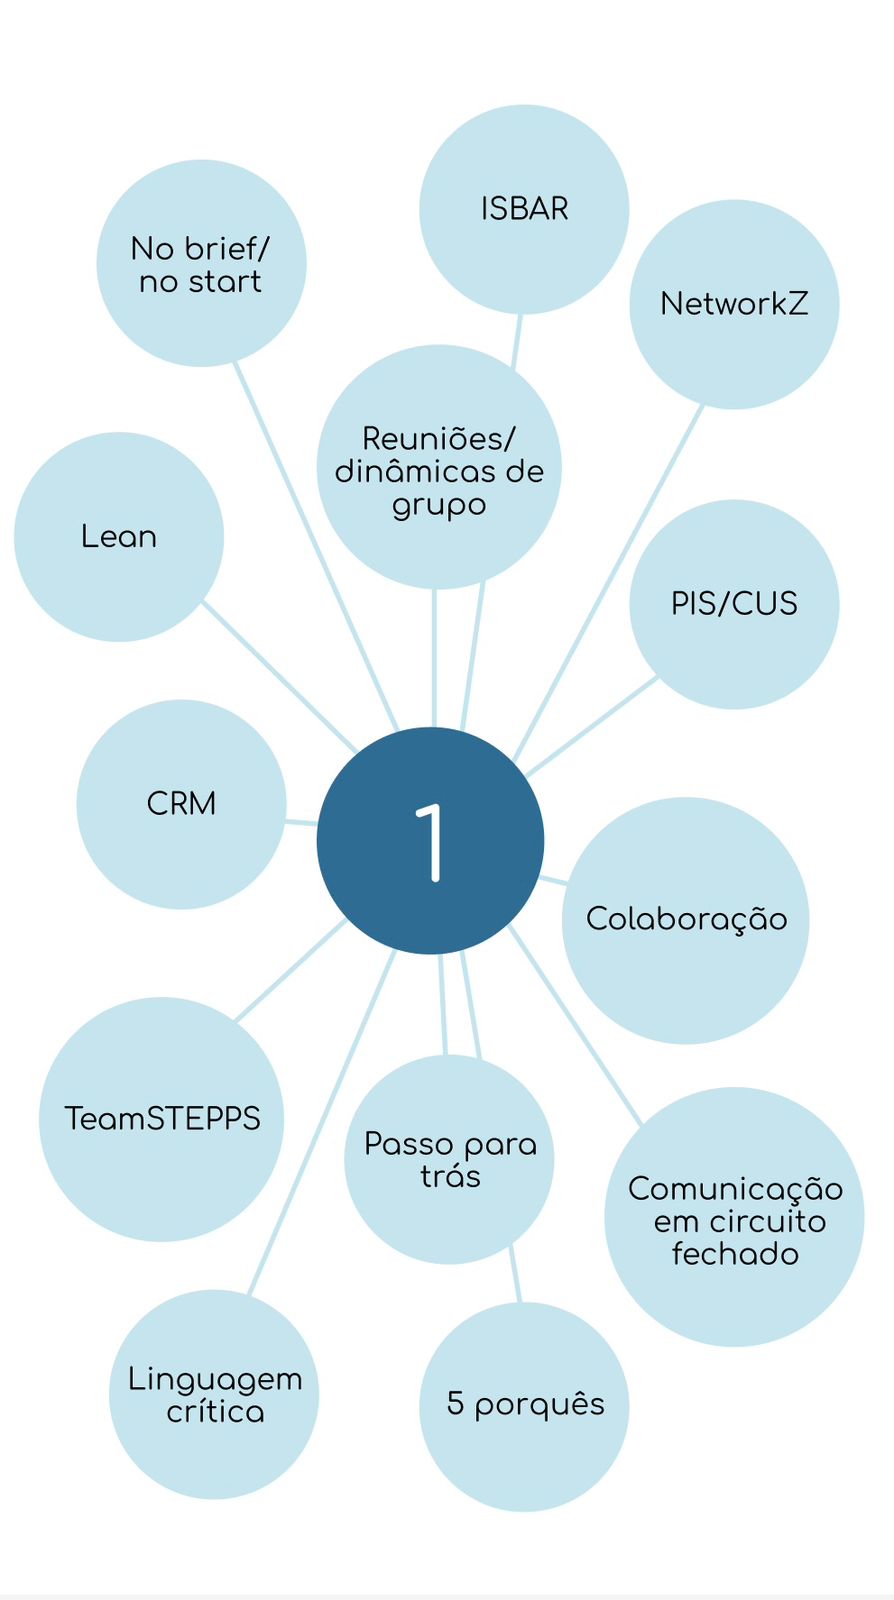 ISBAR
No brief/
no start
NetworkZ
Reuniões/
dinâmicas de
grupo
Lean
PIS/CUS
CRM
1
Colaboração
TeamSTEPPS
Passo para
trás
Comunicação
em circuito
fechado
Linguagem
crítica
5 porquês